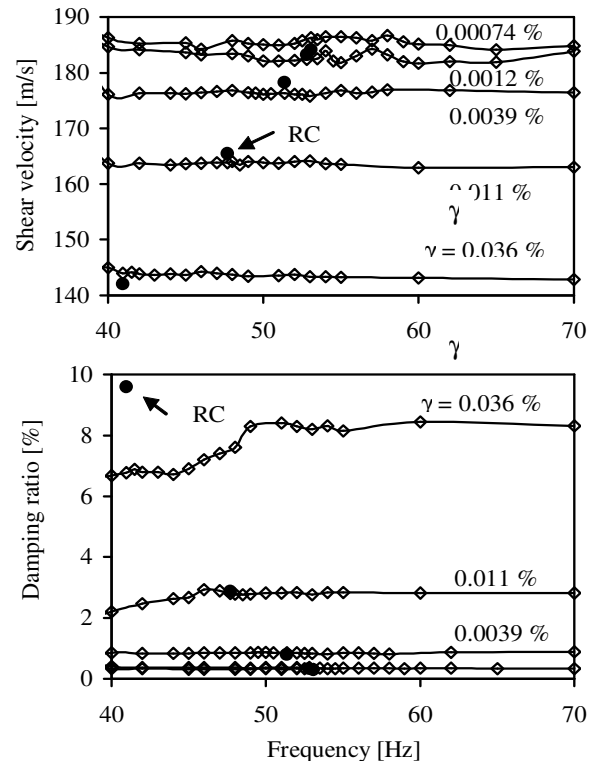 190
180
170
160
150
140
Shear velocity [m/s]
0.00074 %
0.0012 %
0.0039 %
RC
γ
γ = 0.036 %
40
50
60
70
γ
10
8
6
4
2
0
Damping ratio [%]
RC
γ = 0.036 %
0.011 %
0.0039 %
40
50
60
70
Frequency [Hz]